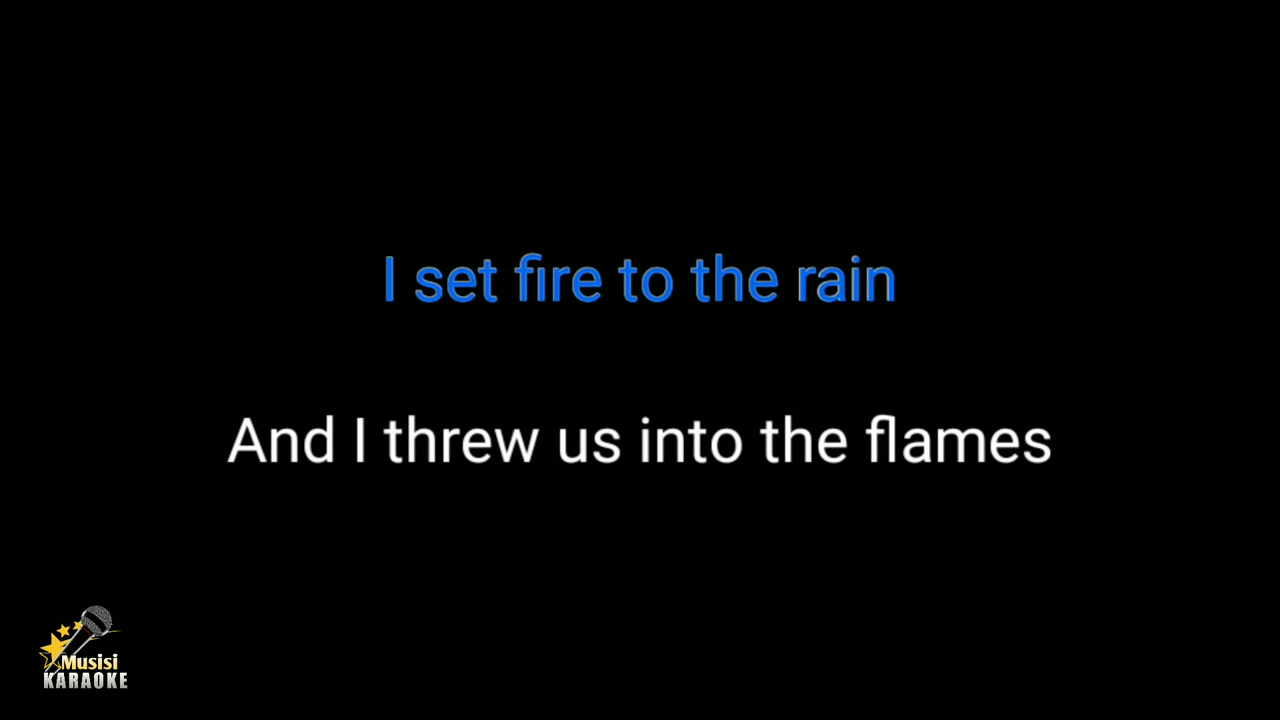 I set fire to the rain
And I threw us into the flames
Musisi
KARAOKE